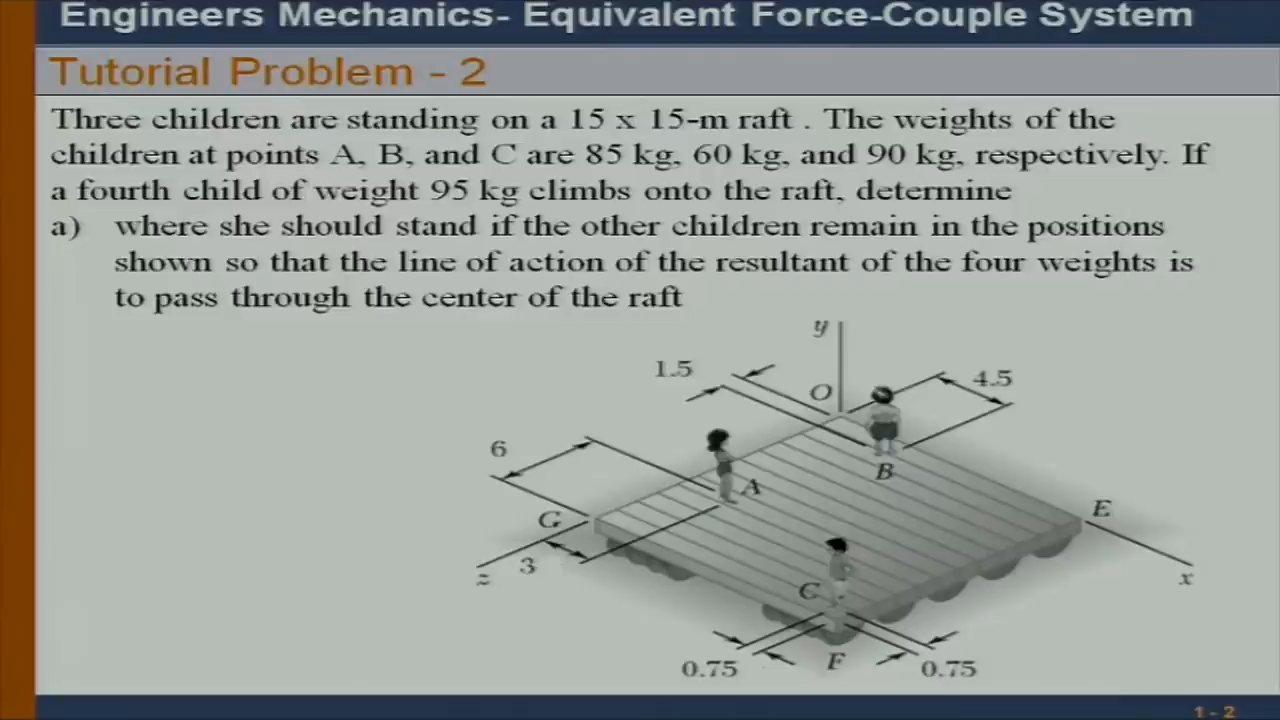 Engineers Mechanics- Equivalent Force-Couple System
Tutorial Problem - 2
Three children are standing on a 15 x 15-m raft . The weights of the
children at points A, B, and C are 85 kg, 60 kg, and 90 kg, respectively. If
a fourth child of weight 95 kg climbs onto the raft, determine
a) where she should stand if the other children remain in the positions
shown so that the line of action of the resultant of the four weights is
to pass through the center of the raft
y
1.5
4.5
O
6
B
A
G
E
3
z
C
x
0.75
F
0.75
1 - 2